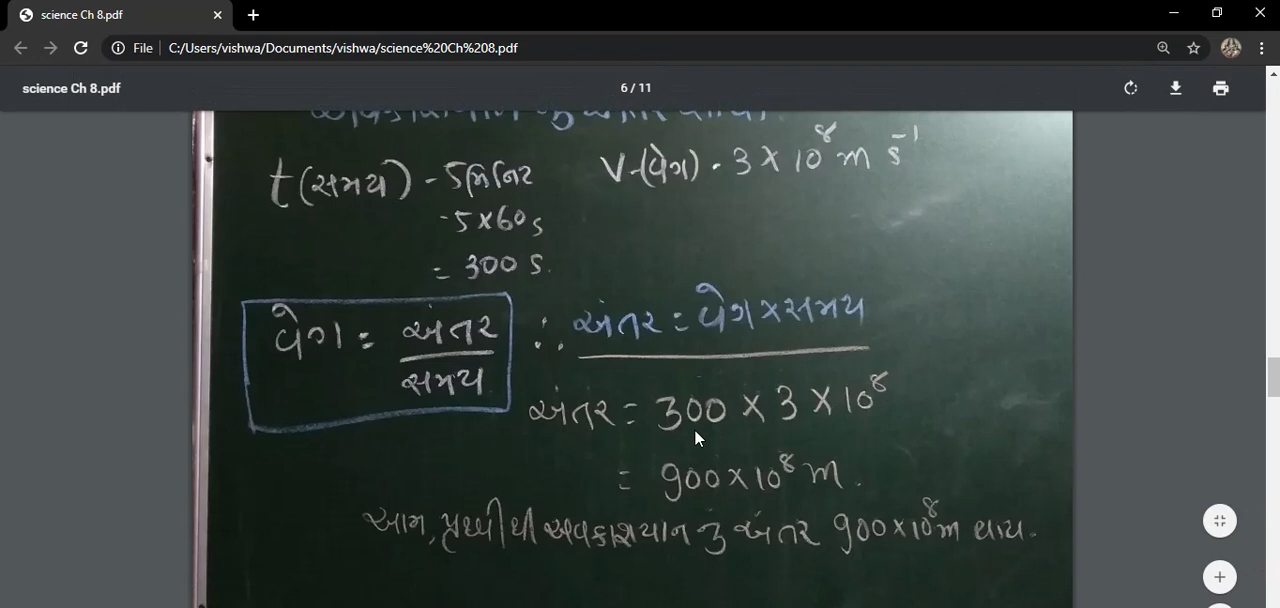 science Ch 8.pdf
File C:/Users/vishwa/Documents/vishwa/science%20Ch%208.pdf
science Ch 8.pdf
6 / 11
t (સમય) - 5 મિનિટ
V-(વેગ) - 3 × 10⁸ m s⁻¹
- 5 × 60 s
= 300 s.
વેગ = અંતર / સમય
∴ અંતર = વેગ × સમય
અંતર = 300 × 3 × 10⁸
= 900 × 10⁸ m.
આમ, પૃથ્વીથી અવકાશયાનનું અંતર 900 × 10⁸ m થાય.